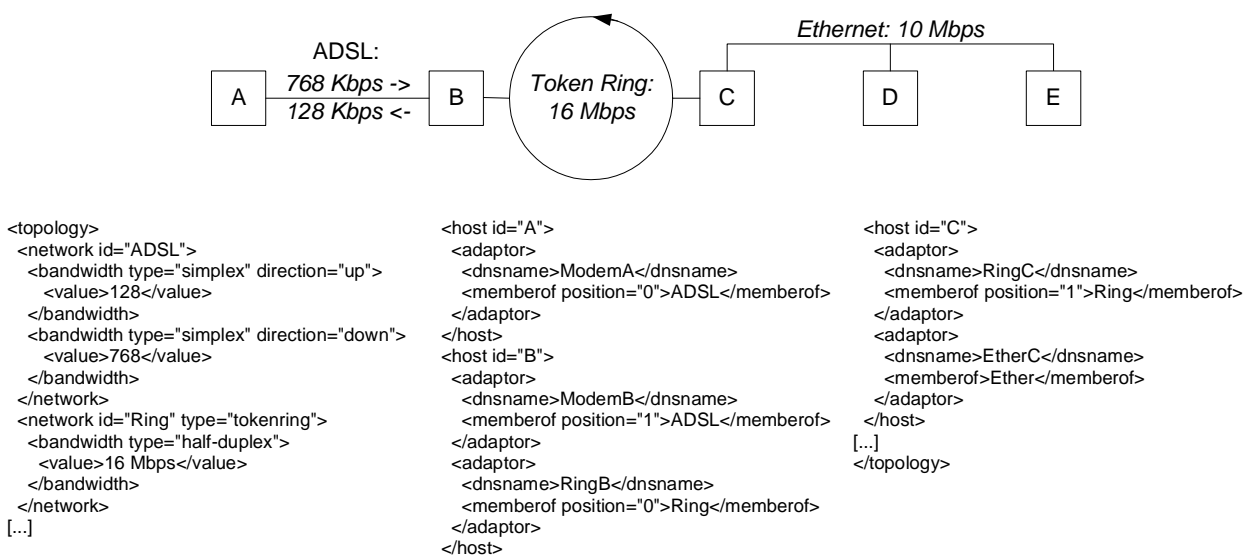 Ethernet: 10 Mbps
ADSL:
768 Kbps ->
128 Kbps <-
A
B
Token Ring:
16 Mbps
C
D
E
<topology>
<network id="ADSL">
<bandwidth type="simplex" direction="up">
<value>128</value>
</bandwidth>
<bandwidth type="simplex" direction="down">
<value>768</value>
</bandwidth>
</network>
<network id="Ring" type="tokenring">
<bandwidth type="half-duplex">
<value>16 Mbps</value>
</bandwidth>
</network>
[...]
<host id="A">
<adaptor>
<dnsname>ModemA</dnsname>
<memberof position="0">ADSL</memberof>
</adaptor>
</host>
<host id="B">
<adaptor>
<dnsname>ModemB</dnsname>
<memberof position="1">ADSL</memberof>
</adaptor>
<adaptor>
<dnsname>RingB</dnsname>
<memberof position="0">Ring</memberof>
</adaptor>
</host>
<host id="C">
<adaptor>
<dnsname>RingC</dnsname>
<memberof position="1">Ring</memberof>
</adaptor>
<adaptor>
<dnsname>EtherC</dnsname>
<memberof>Ether</memberof>
</adaptor>
</host>
[...]
</topology>